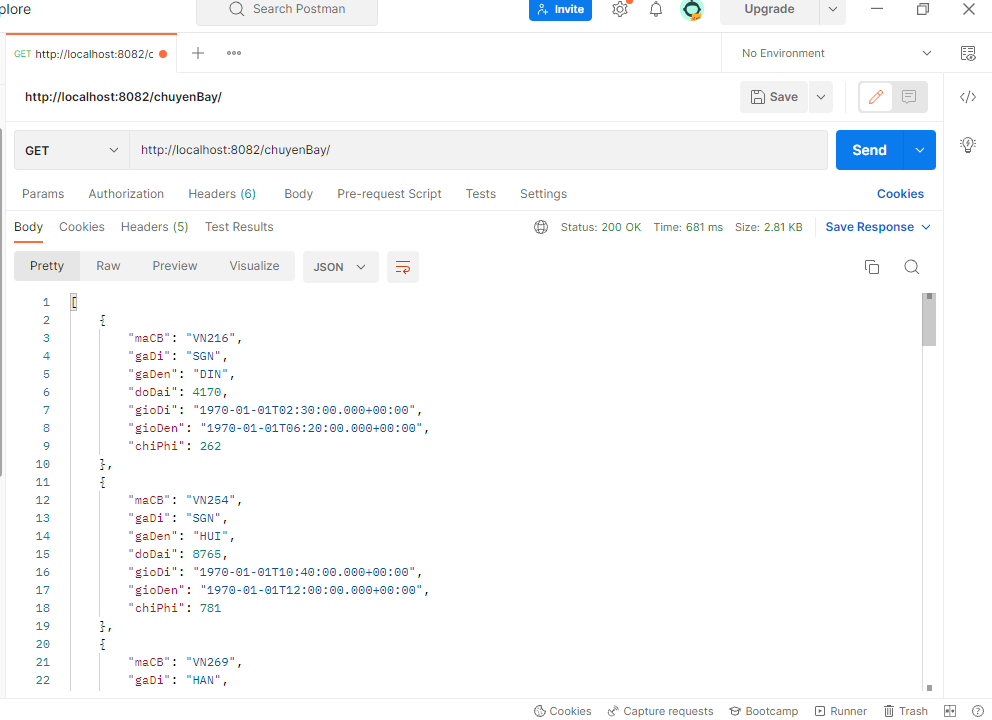 plore
Search Postman
Invite
Upgrade
GET http://localhost:8082/c
No Environment
http://localhost:8082/chuyenBay/
Save
GET
http://localhost:8082/chuyenBay/
Send
Params Authorization Headers (6) Body Pre-request Script Tests Settings
Cookies
Body Cookies Headers (5) Test Results
Status: 200 OK Time: 681 ms Size: 2.81 KB
Save Response
Pretty Raw Preview Visualize
JSON
1 [
2 {
3 "maCB": "VN216",
4 "gaDi": "SGN",
5 "gaDen": "DIN",
6 "doDai": 4170,
7 "gioDi": "1970-01-01T02:30:00.000+00:00",
8 "gioDen": "1970-01-01T06:20:00.000+00:00",
9 "chiPhi": 262
10 },
11 {
12 "maCB": "VN254",
13 "gaDi": "SGN",
14 "gaDen": "HUI",
15 "doDai": 8765,
16 "gioDi": "1970-01-01T10:40:00.000+00:00",
17 "gioDen": "1970-01-01T12:00:00.000+00:00",
18 "chiPhi": 781
19 },
20 {
21 "maCB": "VN269",
22 "gaDi": "HAN",
Cookies Capture requests Bootcamp Runner Trash